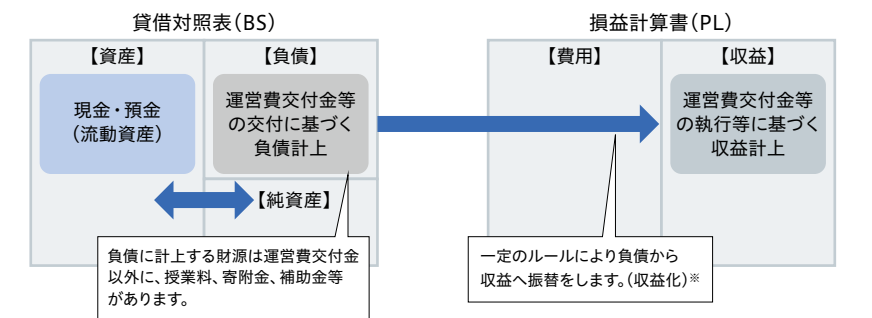 貸借対照表（BS）
【資産】
【負債】
現金・預金
（流動資産）
運営費交付金等
の交付に基づく
負債計上
【純資産】
負債に計上する財源は運営費交付金
以外に、授業料、寄附金、補助金等
があります。
損益計算書（PL）
【費用】
【収益】
運営費交付金等
の執行等に基づく
収益計上
一定のルールにより負債から
収益へ振替をします。（収益化）※